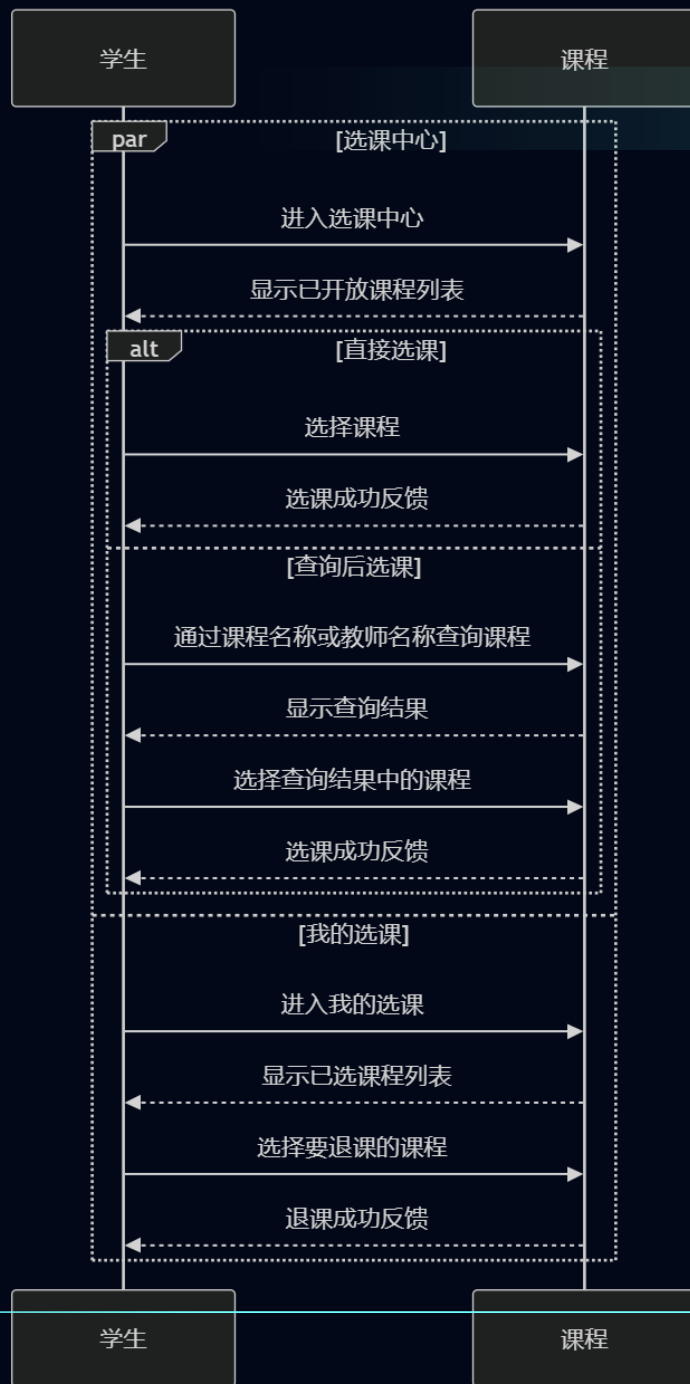 学生
课程
par
[选课中心]
进入选课中心
显示已开放课程列表
alt
[直接选课]
选择课程
选课成功反馈
[查询后选课]
通过课程名称或教师名称查询课程
显示查询结果
选择查询结果中的课程
选课成功反馈
[我的选课]
进入我的选课
显示已选课程列表
选择要退课的课程
退课成功反馈
学生
课程